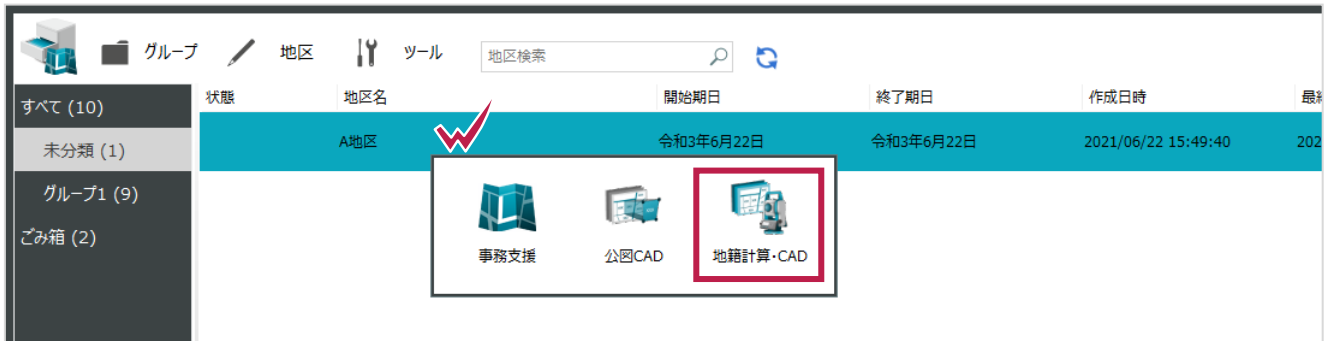 グループ 地区 ツール 地区検索
すべて (10)
未分類 (1)
グループ1 (9)
ごみ箱 (2)
状態 地区名 開始期日 終了期日 作成日時 最終
A地区 令和3年6月22日 令和3年6月22日 2021/06/22 15:49:40 202
事務支援 公図CAD 地籍計算・CAD